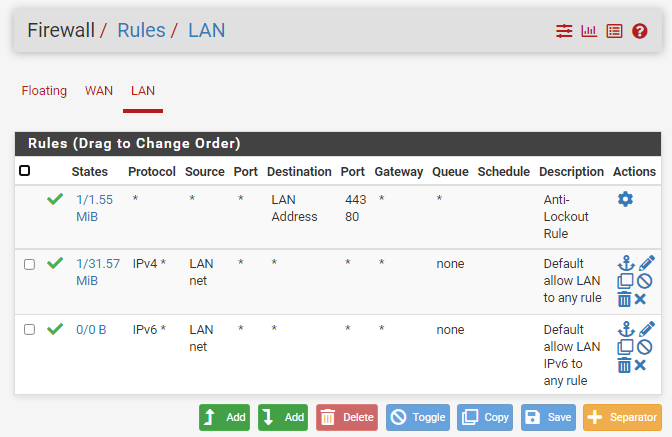 Firewall / Rules / LAN
Floating WAN LAN
Rules (Drag to Change Order)
States Protocol Source Port Destination Port Gateway Queue Schedule Description Actions
1/1.55 * * * LAN 443 * * Anti-
MiB Address 80 Lockout
Rule
1/31.57 IPv4 * LAN * * * * none Default
MiB net allow LAN
to any rule
0/0 B IPv6 * LAN * * * * none Default
net allow LAN
IPv6 to
any rule
Add Add Delete Toggle Copy Save Separator